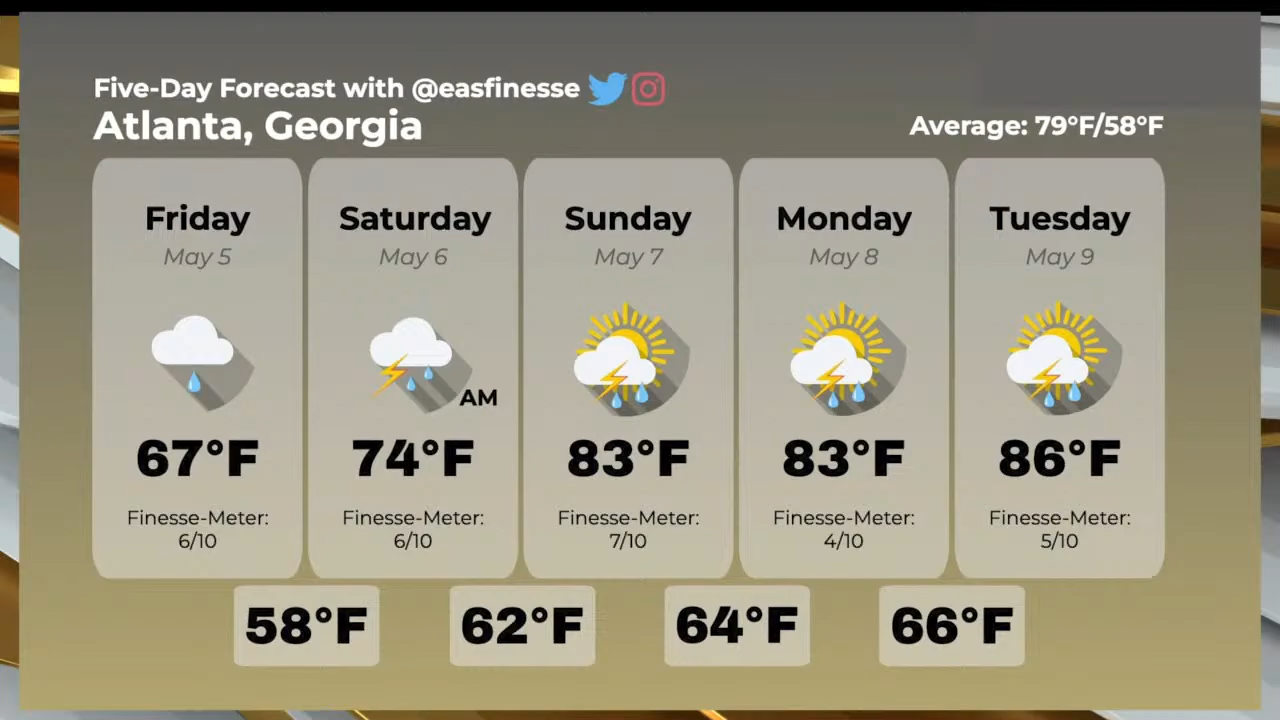 Five-Day Forecast with @easfinesse
Atlanta, Georgia
Average: 79°F/58°F
Friday
May 5
67°F
Finesse-Meter:
6/10
Saturday
May 6
AM
74°F
Finesse-Meter:
6/10
Sunday
May 7
83°F
Finesse-Meter:
7/10
Monday
May 8
83°F
Finesse-Meter:
4/10
Tuesday
May 9
86°F
Finesse-Meter:
5/10
58°F
62°F
64°F
66°F